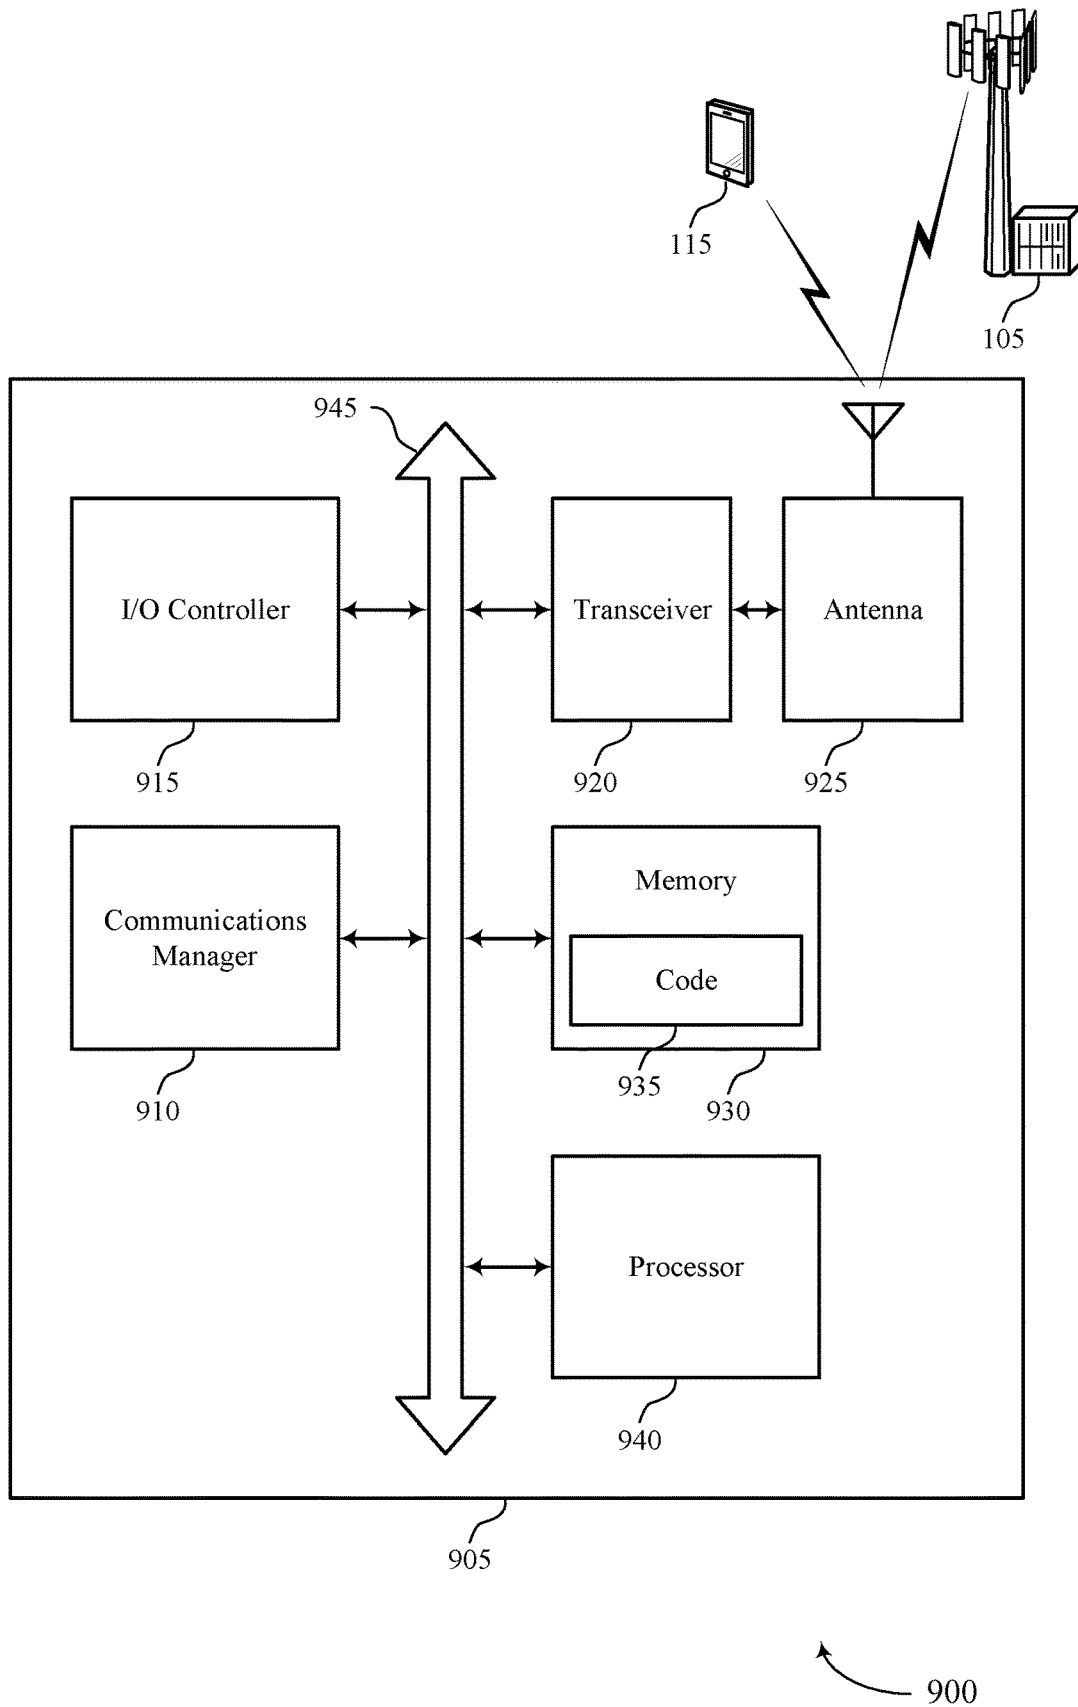 115
105
945
I/O Controller
Transceiver
Antenna
915
920
925
Communications
Manager
Memory
Code
935
930
910
Processor
940
905
900